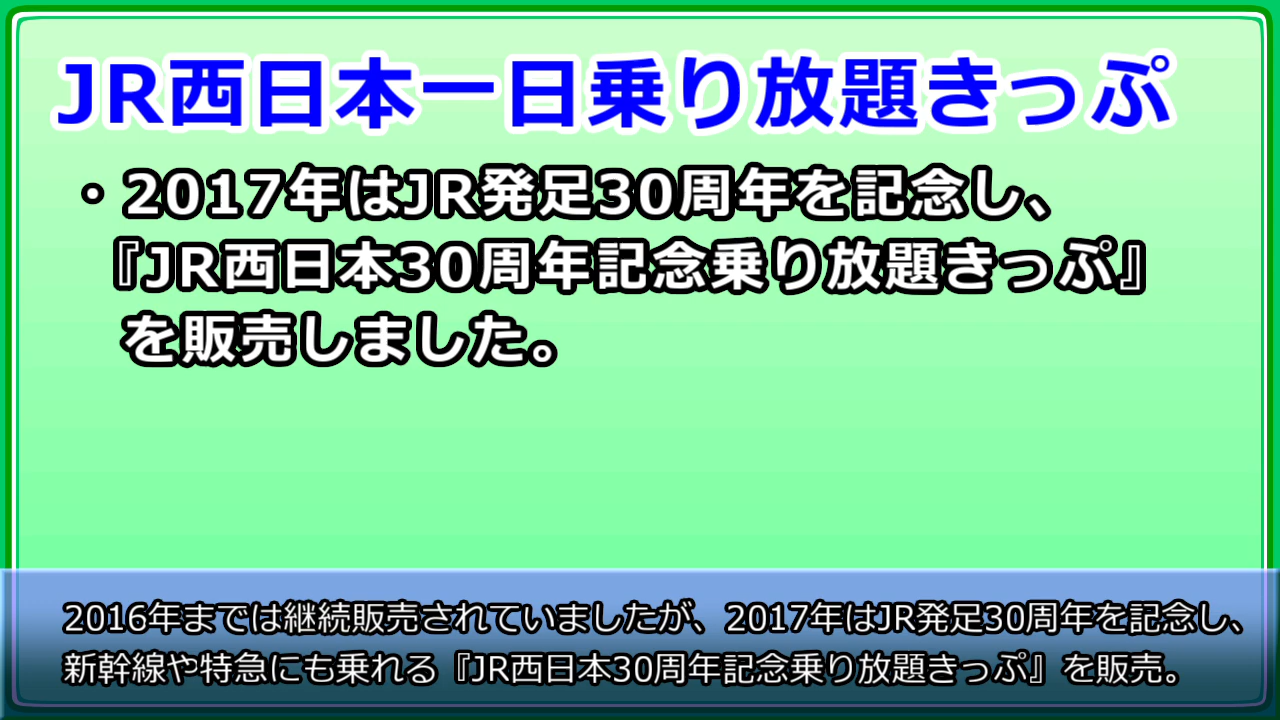 JR西日本一日乗り放題きっぷ
・2017年はJR発足30周年を記念し、
『JR西日本30周年記念乗り放題きっぷ』
を販売しました。
2016年までは継続販売されていましたが、2017年はJR発足30周年を記念し、
新幹線や特急にも乗れる『JR西日本30周年記念乗り放題きっぷ』を販売。